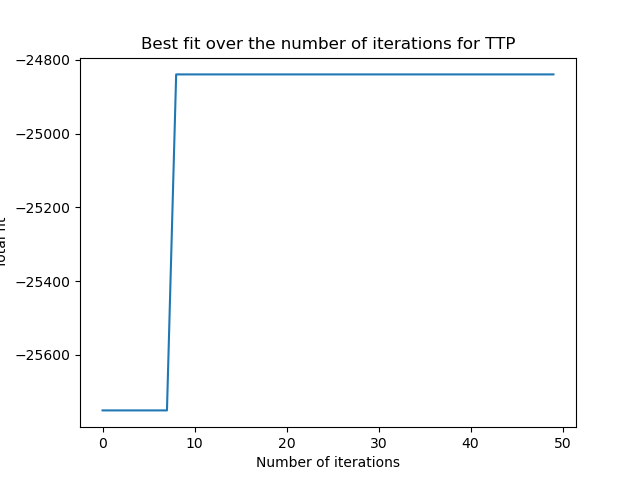 Best fit over the number of iterations for TTP
−24800
−25000
−25200
−25400
−25600
Total fit
0 10 20 30 40 50
Number of iterations